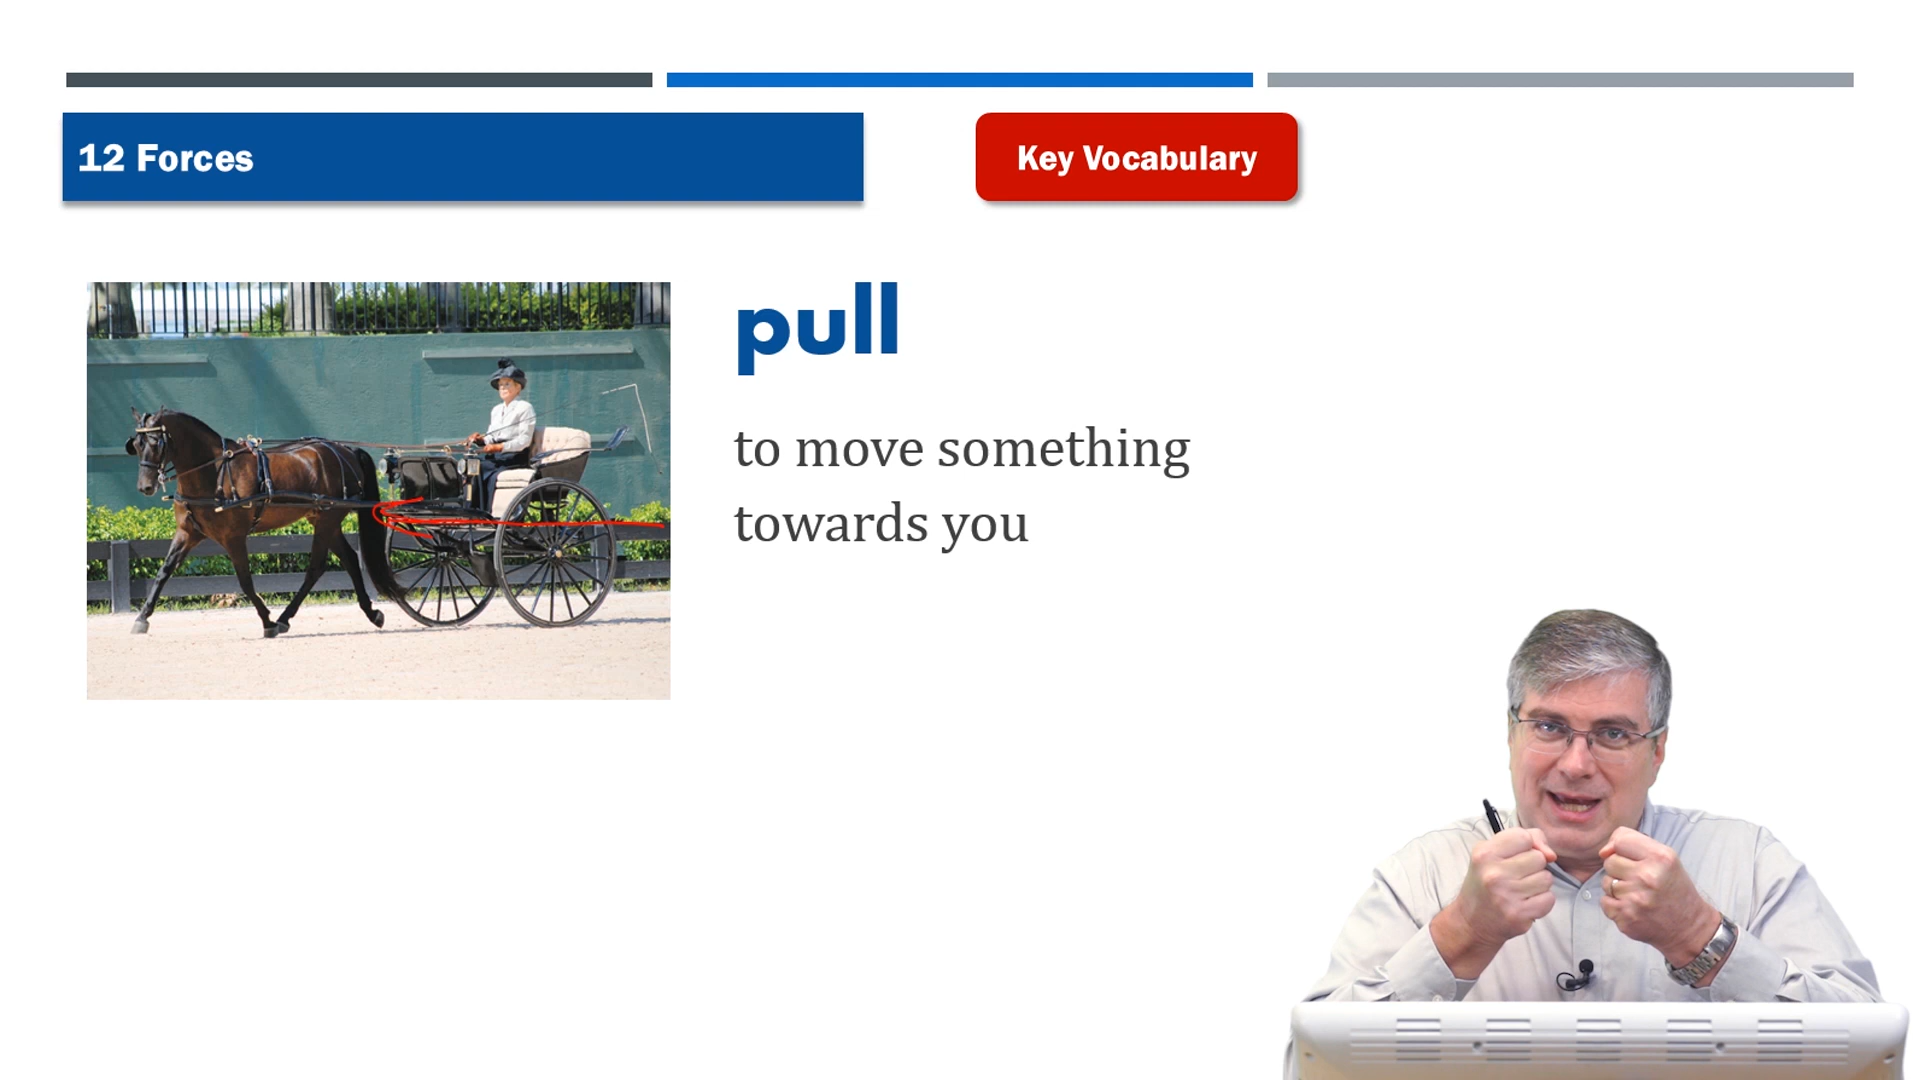 12 Forces
Key Vocabulary
pull
to move something
towards you